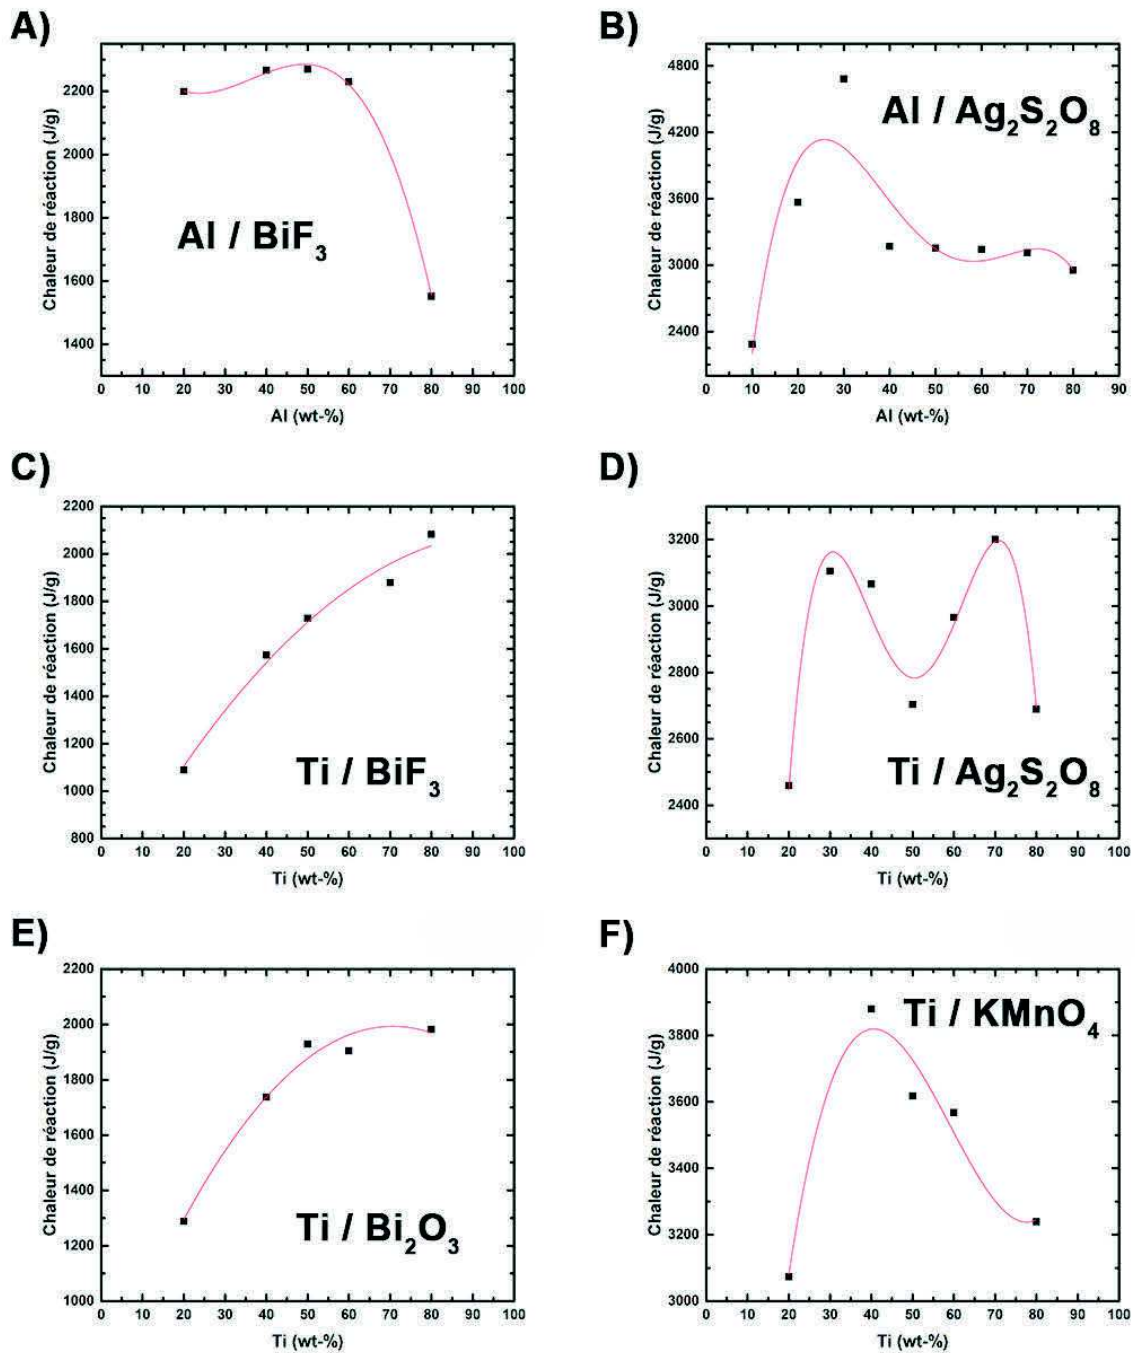 A)
Chaleur de réaction (J/g)
2200
2000
1800
1600
1400
Al / BiF₃
0 10 20 30 40 50 60 70 80 90 100
Al (wt-%)
B)
Chaleur de réaction (J/g)
4800
4200
3600
3000
2400
Al / Ag₂S₂O₈
0 10 20 30 40 50 60 70 80 90
Al (wt-%)
C)
Chaleur de réaction (J/g)
2200
2000
1800
1600
1400
1200
1000
800
Ti / BiF₃
0 10 20 30 40 50 60 70 80 90 100
Ti (wt-%)
D)
Chaleur de réaction (J/g)
3200
3000
2800
2600
2400
Ti / Ag₂S₂O₈
0 10 20 30 40 50 60 70 80 90 100
Ti (wt-%)
E)
Chaleur de réaction (J/g)
2200
2000
1800
1600
1400
1200
1000
Ti / Bi₂O₃
0 10 20 30 40 50 60 70 80 90 100
Ti (wt-%)
F)
Chaleur de réaction (J/g)
4000
3800
3600
3400
3200
3000
Ti / KMnO₄
0 10 20 30 40 50 60 70 80 90 100
Ti (wt-%)